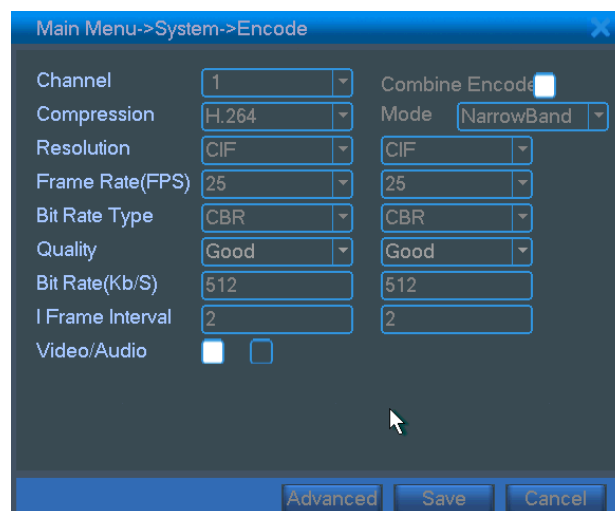 Main Menu->System->Encode
Channel 1 Combine Encode
Compression H.264 Mode NarrowBand
Resolution CIF CIF
Frame Rate(FPS) 25 25
Bit Rate Type CBR CBR
Quality Good Good
Bit Rate(Kb/S) 512 512
I Frame Interval 2 2
Video/Audio
Advanced Save Cancel